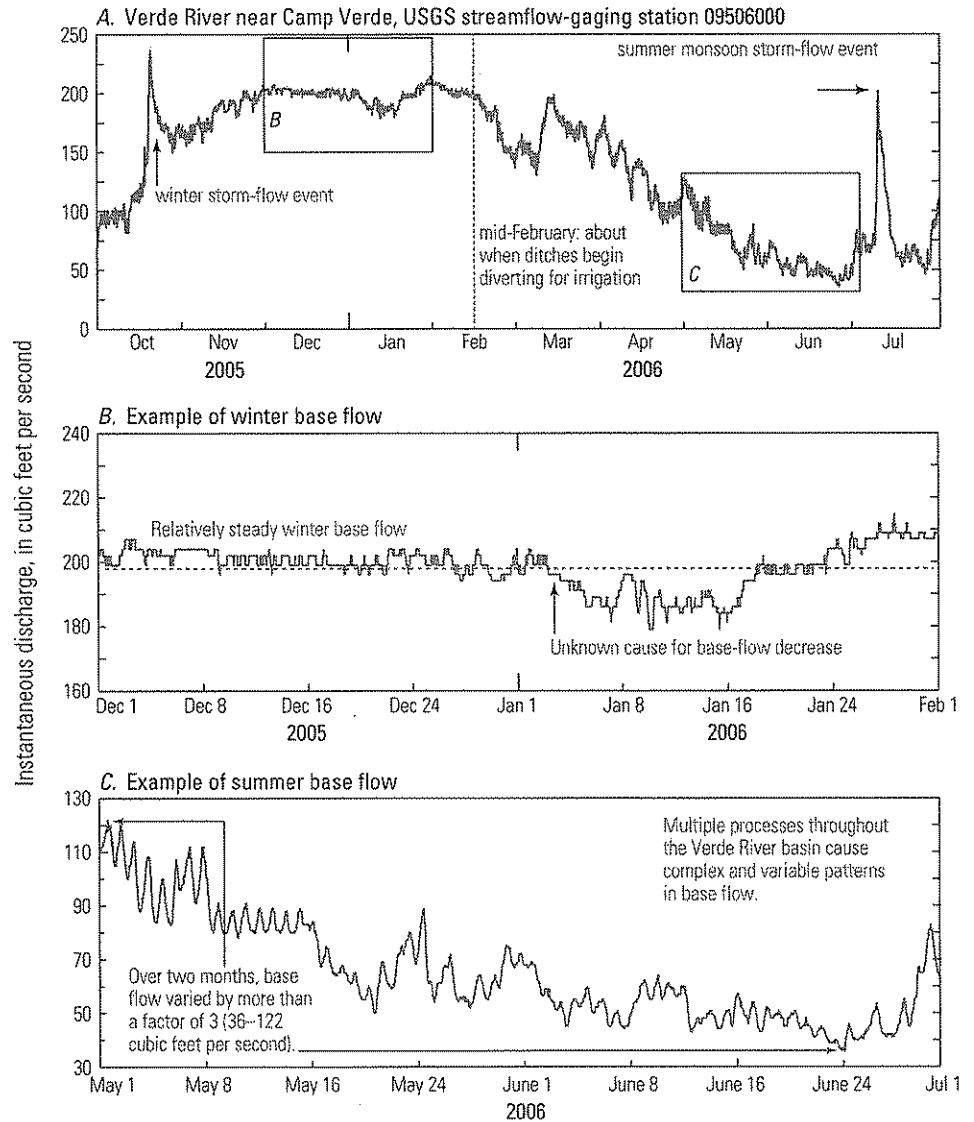 A. Verde River near Camp Verde, USGS streamflow-gaging station 09506000
250
200
150
100
50
0
summer monsoon storm-flow event
B
winter storm-flow event
mid-February: about
when ditches begin
diverting for irrigation
C
Oct Nov Dec Jan Feb Mar Apr May Jun Jul
2005 2006
Instantaneous discharge, in cubic feet per second
B. Example of winter base flow
240
220
200
180
160
Relatively steady winter base flow
Unknown cause for base-flow decrease
Dec 1 Dec 8 Dec 16 Dec 24 Jan 1 Jan 8 Jan 16 Jan 24 Feb 1
2005 2006
C. Example of summer base flow
130
110
90
70
50
30
Multiple processes throughout
the Verde River basin cause
complex and variable patterns
in base flow.
Over two months, base
flow varied by more than
a factor of 3 (36–122
cubic feet per second).
May 1 May 8 May 16 May 24 June 1 June 8 June 16 June 24 Jul 1
2006